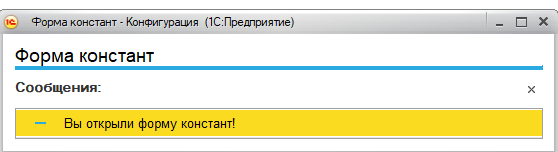 Форма констант - Конфигурация (1С:Предприятие)
Форма констант
Сообщения:
Вы открыли форму констант!